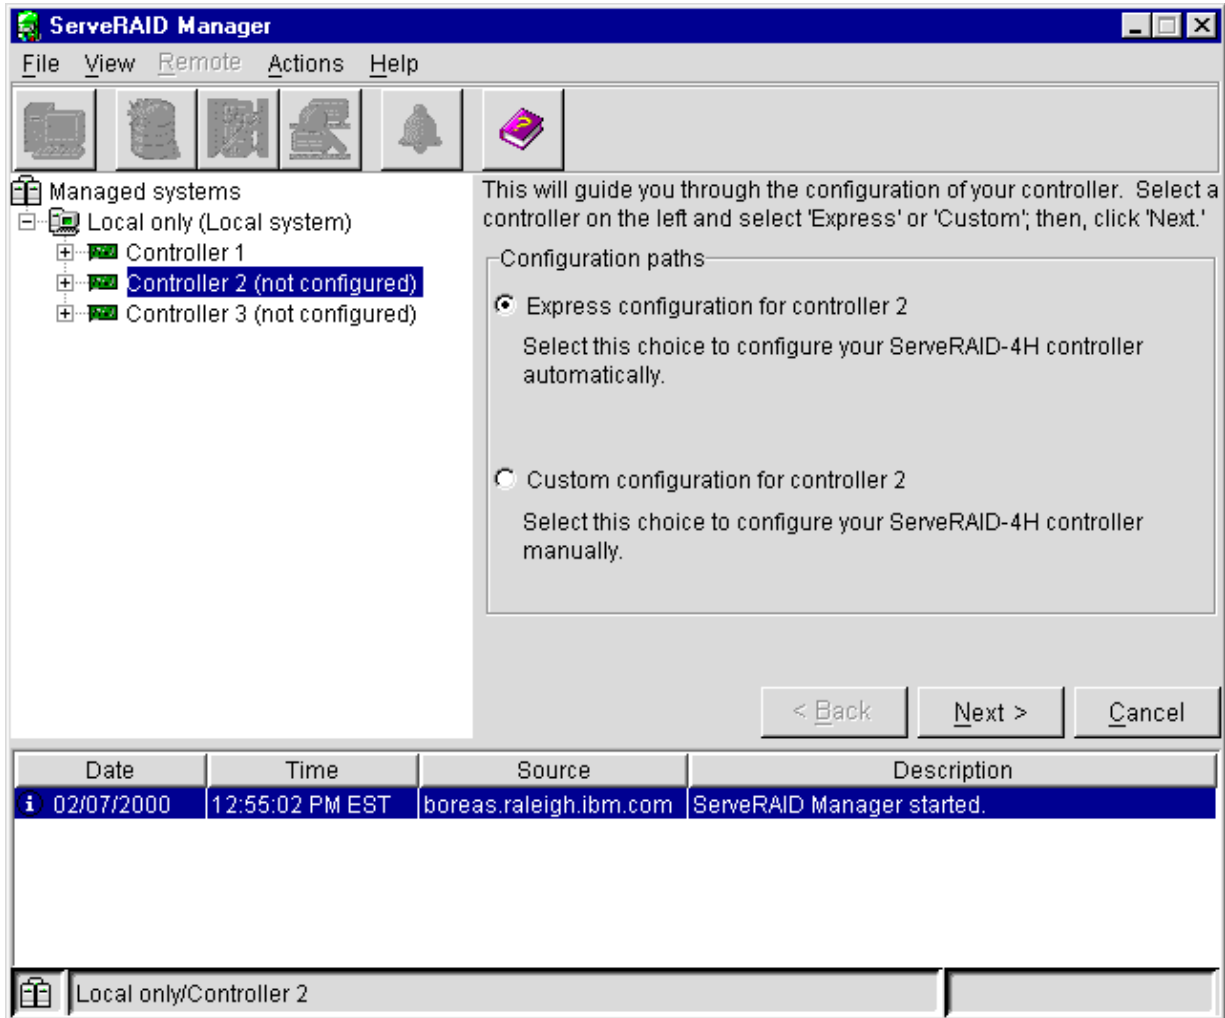 ServeRAID Manager
File View Remote Actions Help
Managed systems
Local only (Local system)
Controller 1
Controller 2 (not configured)
Controller 3 (not configured)
This will guide you through the configuration of your controller. Select a
controller on the left and select 'Express' or 'Custom'; then, click 'Next.'
Configuration paths
Express configuration for controller 2
Select this choice to configure your ServeRAID-4H controller
automatically.
Custom configuration for controller 2
Select this choice to configure your ServeRAID-4H controller
manually.
< Back Next > Cancel
Date Time Source Description
02/07/2000 12:55:02 PM EST boreas.raleigh.ibm.com ServeRAID Manager started.
Local only/Controller 2